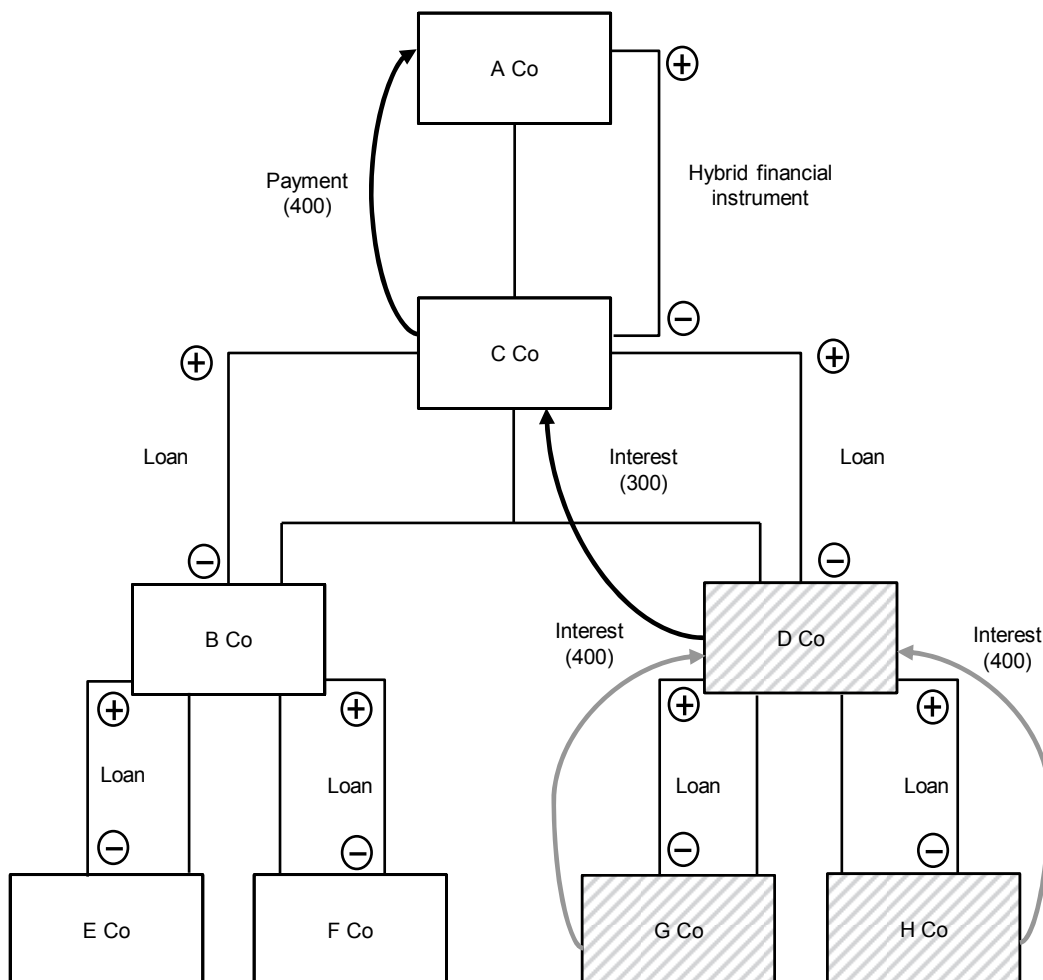 A Co
⊕
Payment
(400)
Hybrid financial
instrument
⊖
C Co
⊕
⊕
Loan
Interest
(300)
Loan
⊖
⊖
B Co
Interest
(400)
D Co
Interest
(400)
⊕
⊕
⊕
⊕
Loan
Loan
Loan
Loan
⊖
⊖
⊖
⊖
E Co
F Co
G Co
H Co